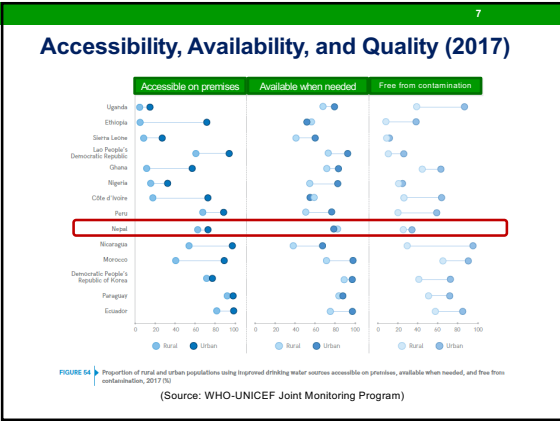 7
Accessibility, Availability, and Quality (2017)
Accessible on premises
Available when needed
Free from contamination
Uganda
Ethiopia
Sierra Leone
Lao People's
Democratic Republic
Ghana
Nigeria
Côte d'Ivoire
Peru
Nepal
Nicaragua
Morocco
Democratic People's
Republic of Korea
Paraguay
Ecuador
0 20 40 60 80 100
0 20 40 60 80 100
0 20 40 60 80 100
Rural Urban
Rural Urban
Rural Urban
FIGURE 54 Proportion of rural and urban populations using improved drinking water sources accessible on premises, available when needed, and free from
contamination, 2017 (%)
(Source: WHO-UNICEF Joint Monitoring Program)